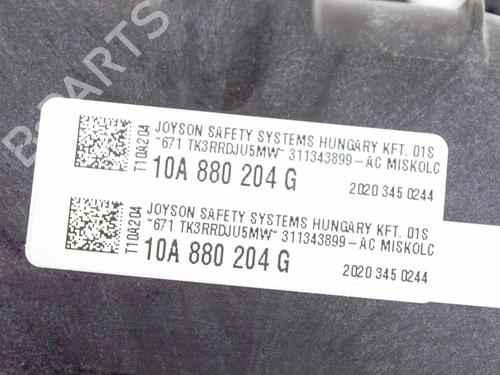 B-PARTS
T10A204
JOYSON SAFETY SYSTEMS HUNGARY KFT. 01S
~671 TK3RRDJU5MW~ 311343899-AC MISKOLC
10A 880 204 G
2020 345 0244
T10A204
JOYSON SAFETY SYSTEMS HUNGARY KFT. 01S
~671 TK3RRDJU5MW~ 311343899-AC MISKOLC
10A 880 204 G
2020 345 0244